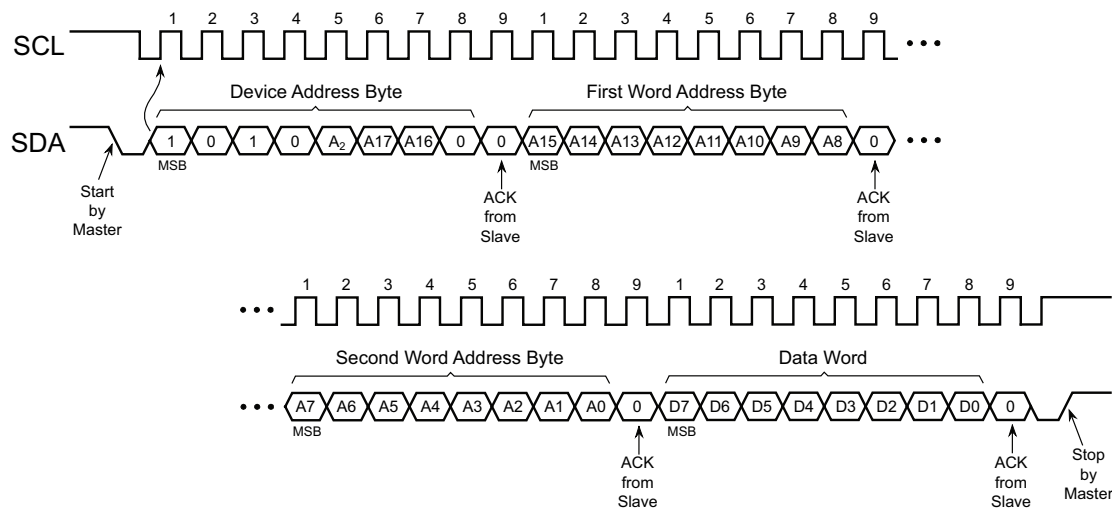 1 2 3 4 5 6 7 8 9 1 2 3 4 5 6 7 8 9
SCL
Device Address Byte First Word Address Byte
SDA 1 0 1 0 A₂ A17 A16 0 0 A15 A14 A13 A12 A11 A10 A9 A8 0
MSB MSB
Start
by
Master
ACK
from
Slave
ACK
from
Slave
1 2 3 4 5 6 7 8 9 1 2 3 4 5 6 7 8 9
Second Word Address Byte Data Word
A7 A6 A5 A4 A3 A2 A1 A0 0 D7 D6 D5 D4 D3 D2 D1 D0 0
MSB MSB
ACK
from
Slave
ACK
from
Slave
Stop
by
Master